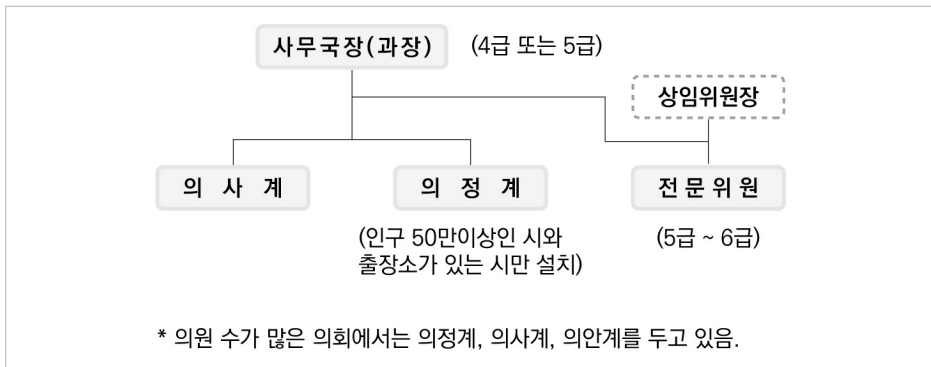 사무국장(과장) (4급 또는 5급)
상임위원장
의 사 계
의 정 계
전 문 위 원
(인구 50만이상인 시와
출장소가 있는 시만 설치)
(5급 ~ 6급)
* 의원 수가 많은 의회에서는 의정계, 의사계, 의안계를 두고 있음.